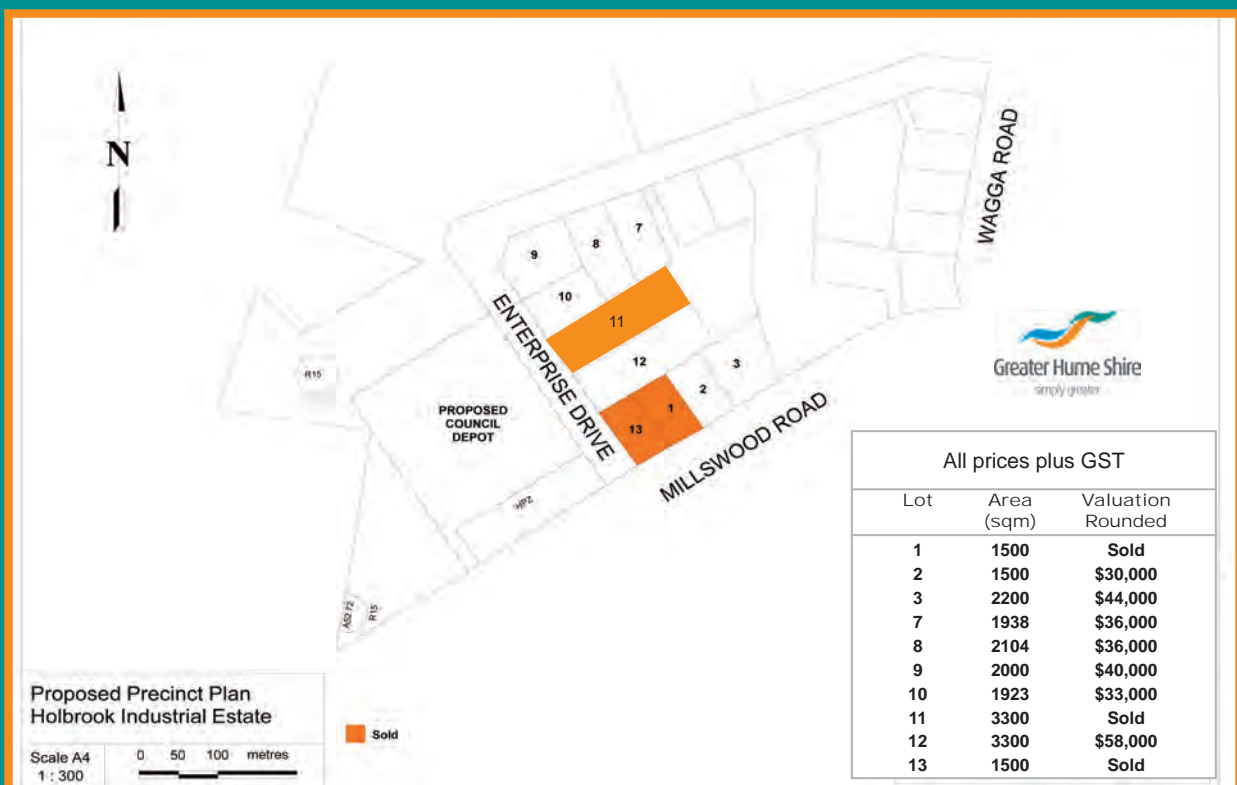 N
WAGGA ROAD
7
8
9
10
11
ENTERPRISE DRIVE
12
3
2
1
13
R15
PROPOSED
COUNCIL
DEPOT
MILLSWOOD ROAD
Greater Hume Shire
simply greater
R15
All prices plus GST
Lot Area (sqm) Valuation Rounded
1 1500 Sold
2 1500 $30,000
3 2200 $44,000
7 1938 $36,000
8 2104 $36,000
9 2000 $40,000
10 1923 $33,000
11 3300 Sold
12 3300 $58,000
13 1500 Sold
Proposed Precinct Plan
Holbrook Industrial Estate
Sold
Scale A4
1 : 300
0 50 100 metres